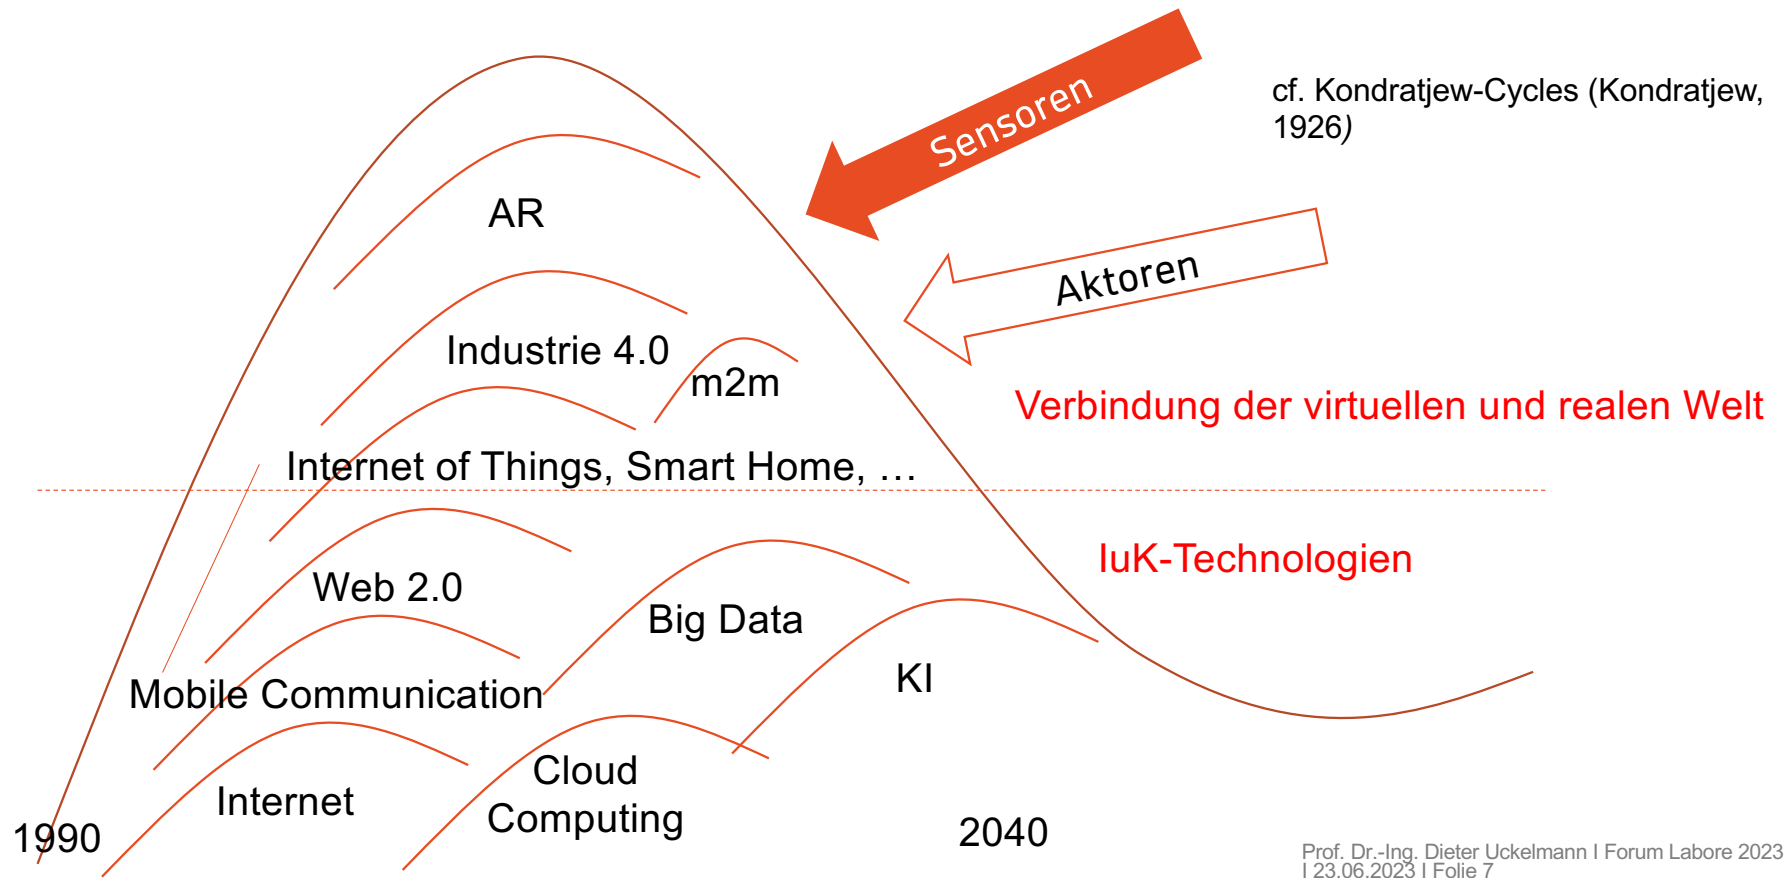 Sensoren
cf. Kondratjew-Cycles (Kondratjew,
1926)
AR
Aktoren
Industrie 4.0
m2m
Verbindung der virtuellen und realen Welt
Internet of Things, Smart Home, …
IuK-Technologien
Web 2.0
Big Data
KI
Mobile Communication
Cloud
Computing
Internet
1990
2040
Prof. Dr.-Ing. Dieter Uckelmann I Forum Labore 2023
I 23.06.2023 I Folie 7